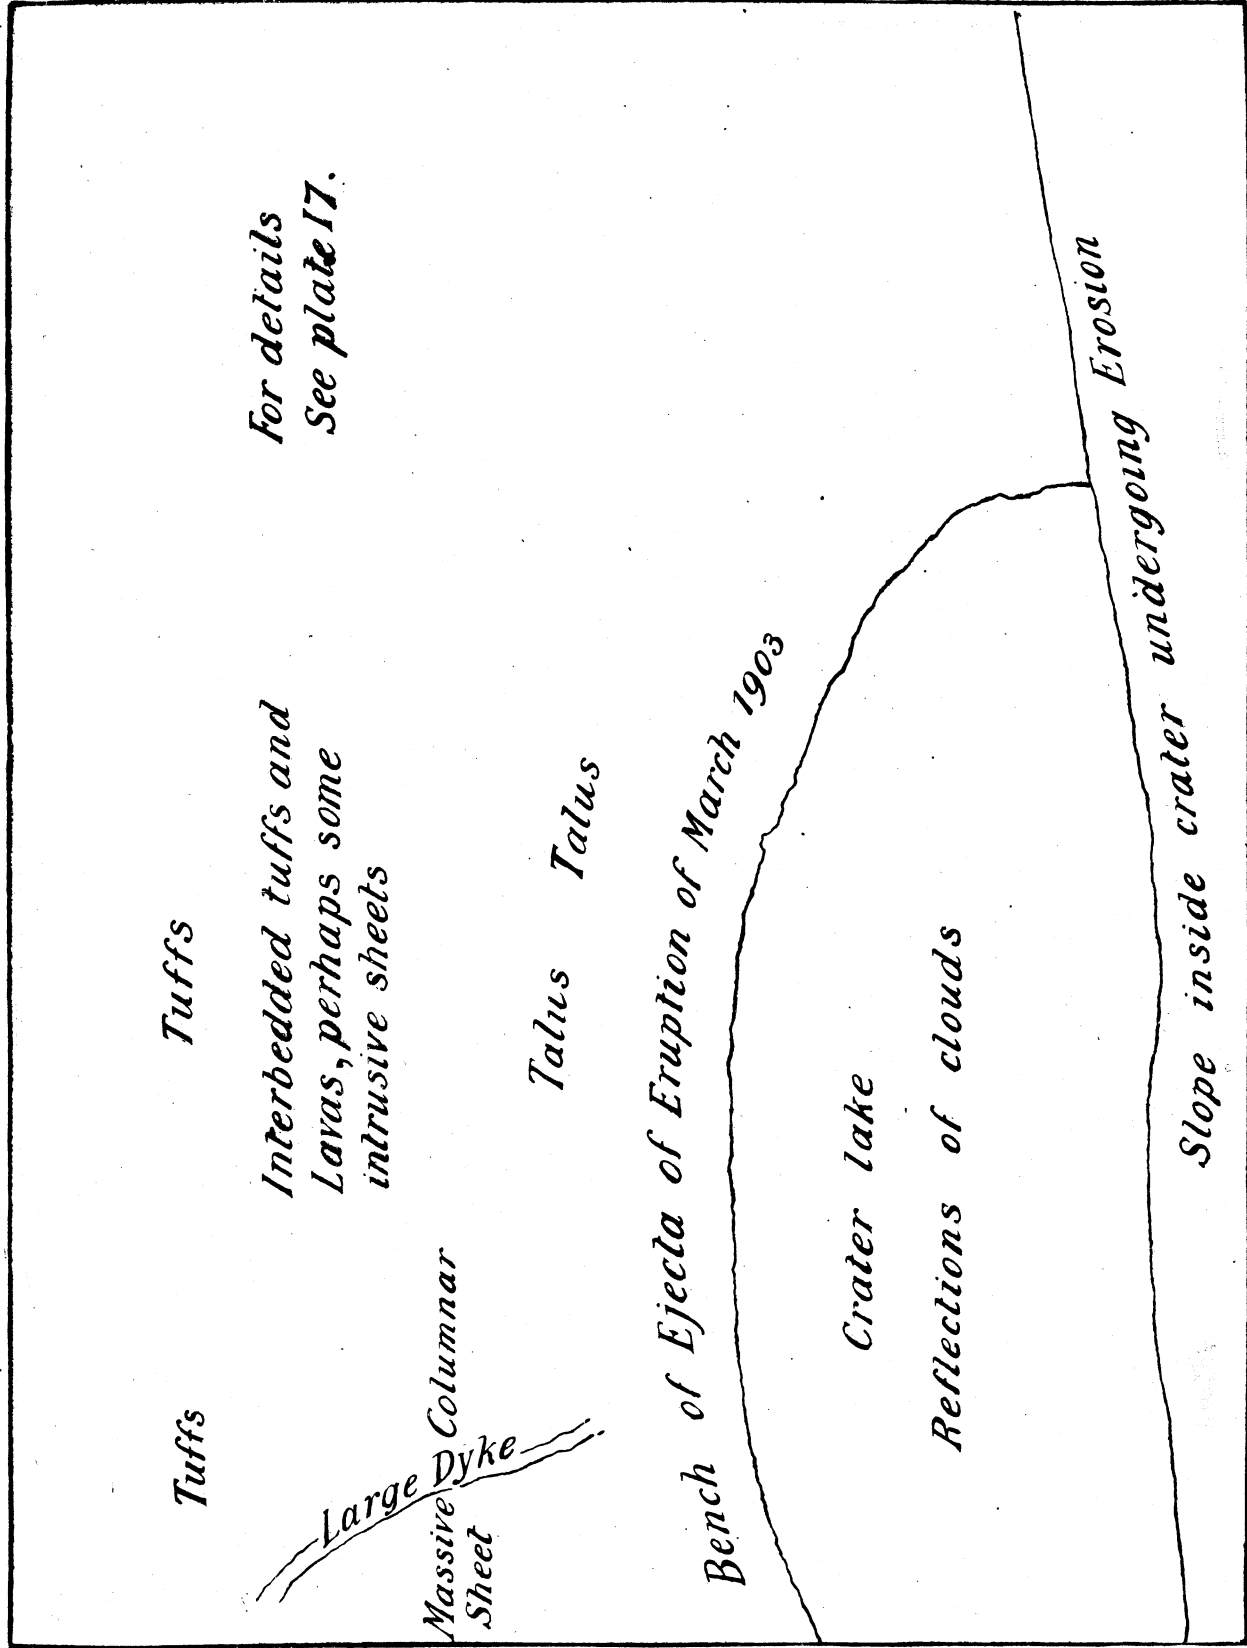 Tuffs
Tuffs
Interbedded tuffs and
Lavas, perhaps some
intrusive sheets
For details
See plate 17.
Large Dyke
Massive Columnar
Sheet
Talus
Talus
Bench of Ejecta of Eruption of March 1903
Crater lake
Reflections of clouds
Slope inside crater undergoing Erosion